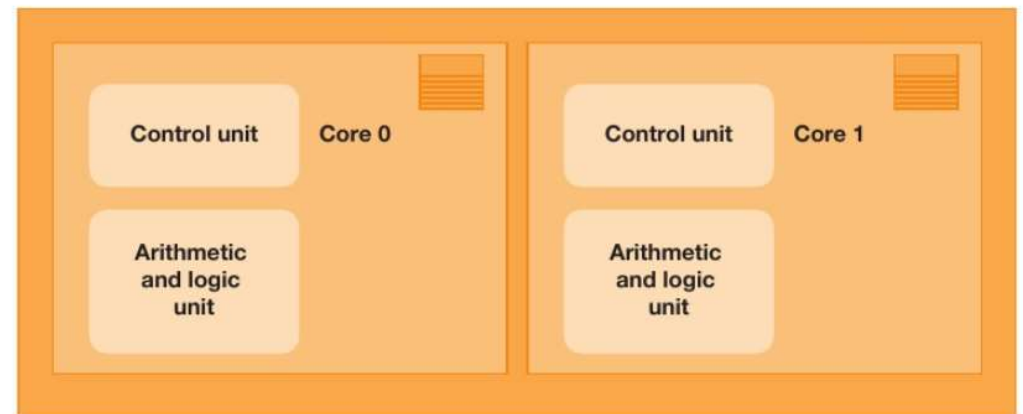 Control unit
Core 0
Arithmetic
and logic
unit
Control unit
Core 1
Arithmetic
and logic
unit